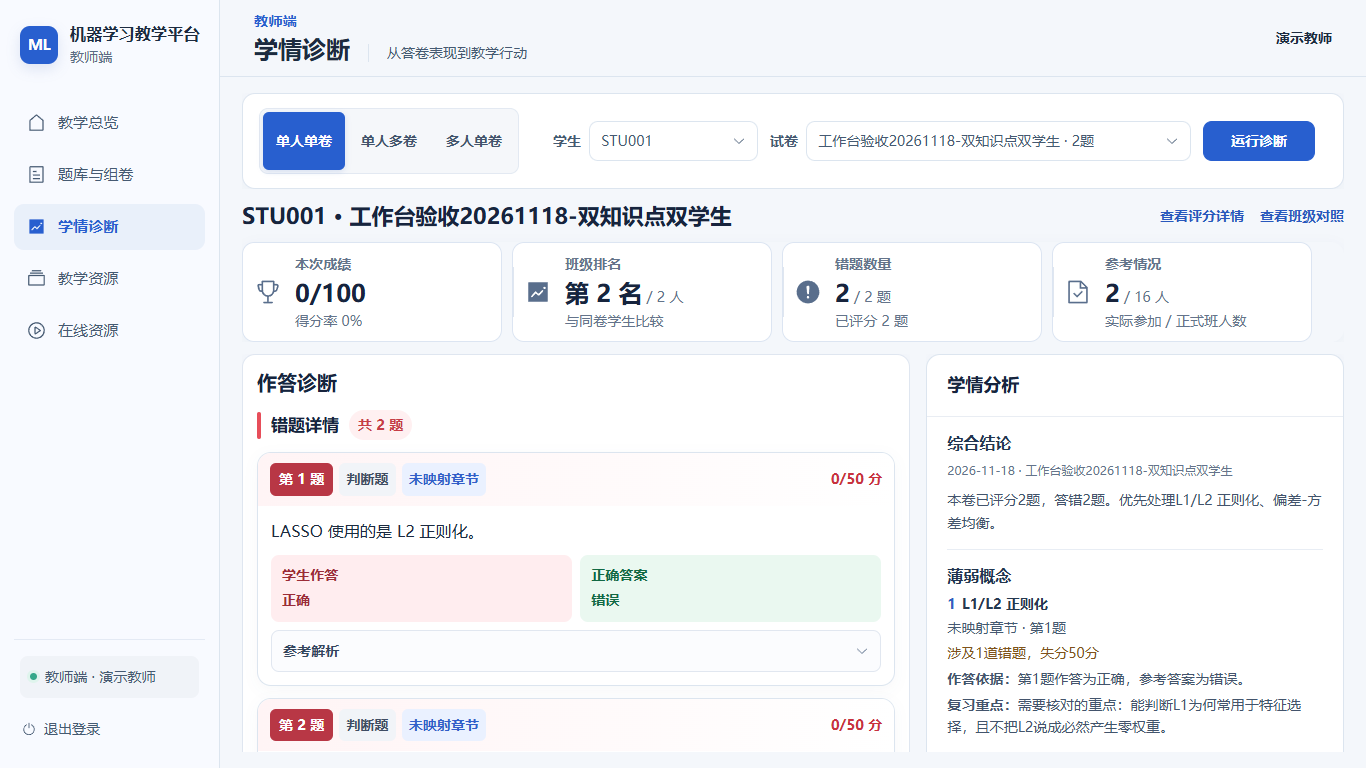 ML
机器学习教学平台
教师端
教学总览
题库与组卷
学情诊断
教学资源
在线资源
教师端 · 演示教师
退出登录
教师端
学情诊断
从答卷表现到教学行动
演示教师
单人单卷
单人多卷
多人单卷
学生
STU001
试卷
工作台验收20261118-双知识点双学生 · 2题
运行诊断
STU001 · 工作台验收20261118-双知识点双学生
查看评分详情
查看班级对照
本次成绩
0/100
得分率 0%
班级排名
第 2 名 / 2 人
与同卷学生比较
错题数量
2 / 2 题
已评分 2 题
参考情况
2 / 16 人
实际参加 / 正式班人数
作答诊断
错题详情
共 2 题
第 1 题
判断题
未映射章节
0/50 分
LASSO 使用的是 L2 正则化。
学生作答
正确
正确答案
错误
参考解析
第 2 题
判断题
未映射章节
0/50 分
学情分析
综合结论
2026-11-18 · 工作台验收20261118-双知识点双学生
本卷已评分2题，答错2题。优先处理L1/L2 正则化、偏差-方
差均衡。
薄弱概念
1 L1/L2 正则化
未映射章节 · 第1题
涉及1道错题，失分50分
作答依据：第1题作答为正确，参考答案为错误。
复习重点：需要核对的重点：能判断L1为何常用于特征选
择，且不把L2说成必然产生零权重。